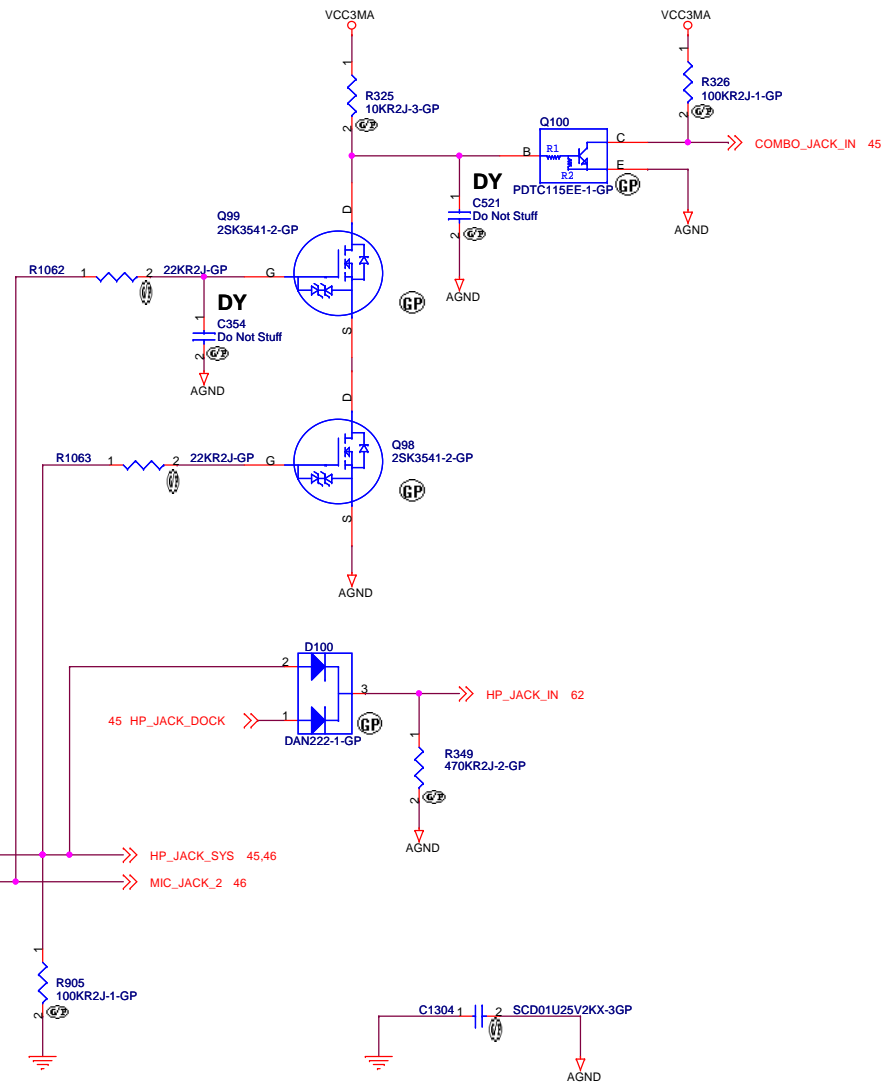 VCC3MA
VCC3MA
1
R325
10KR2J-3-GP
2
G/P
1
R326
100KR2J-1-GP
2
G/P
Q100
B
R1
R2
C
E
PDTC115EE-1-GP
GP
COMBO_JACK_IN 45
AGND
DY
1
C521
Do Not Stuff
2
G/P
AGND
Q99
2SK3541-2-GP
D
G
S
GP
R1062
1
2
22KR2J-GP
G/P
DY
1
C354
Do Not Stuff
2
G/P
AGND
D
Q98
2SK3541-2-GP
G
S
GP
R1063
1
2
22KR2J-GP
G/P
AGND
D100
2
1
3
DAN222-1-GP
GP
45 HP_JACK_DOCK
HP_JACK_IN 62
1
R349
470KR2J-2-GP
2
G/P
AGND
HP_JACK_SYS 45,46
MIC_JACK_2 46
1
R905
100KR2J-1-GP
2
G/P
C1304
1
2
SCD01U25V2KX-3GP
G/P
AGND